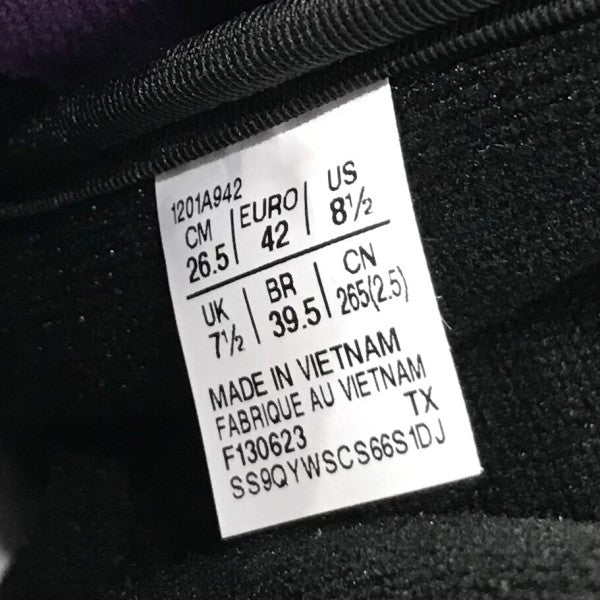 1201A942
CM | EURO | US
26.5 | 42 | 8½
UK | BR | CN
7½ | 39.5 | 265(2.5)
MADE IN VIETNAM
FABRIQUE AU VIETNAM
F130623 TX
SS9QYWSCS66S1DJ